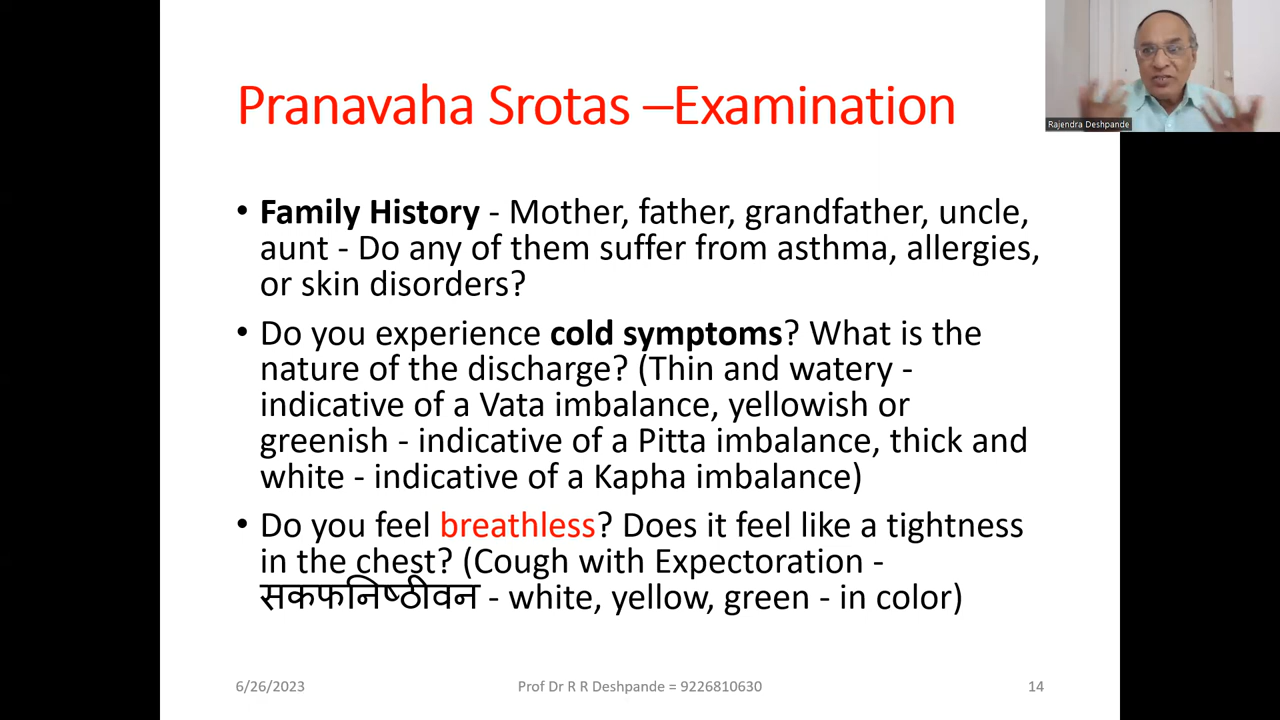 Pranavaha Srotas –Examination
Rajendra Deshpande
• Family History - Mother, father, grandfather, uncle,
aunt - Do any of them suffer from asthma, allergies,
or skin disorders?
• Do you experience cold symptoms? What is the
nature of the discharge? (Thin and watery -
indicative of a Vata imbalance, yellowish or
greenish - indicative of a Pitta imbalance, thick and
white - indicative of a Kapha imbalance)
• Do you feel breathless? Does it feel like a tightness
in the chest? (Cough with Expectoration -
सकफनिष्ठीवन - white, yellow, green - in color)
6/26/2023 Prof Dr R R Deshpande = 9226810630 14